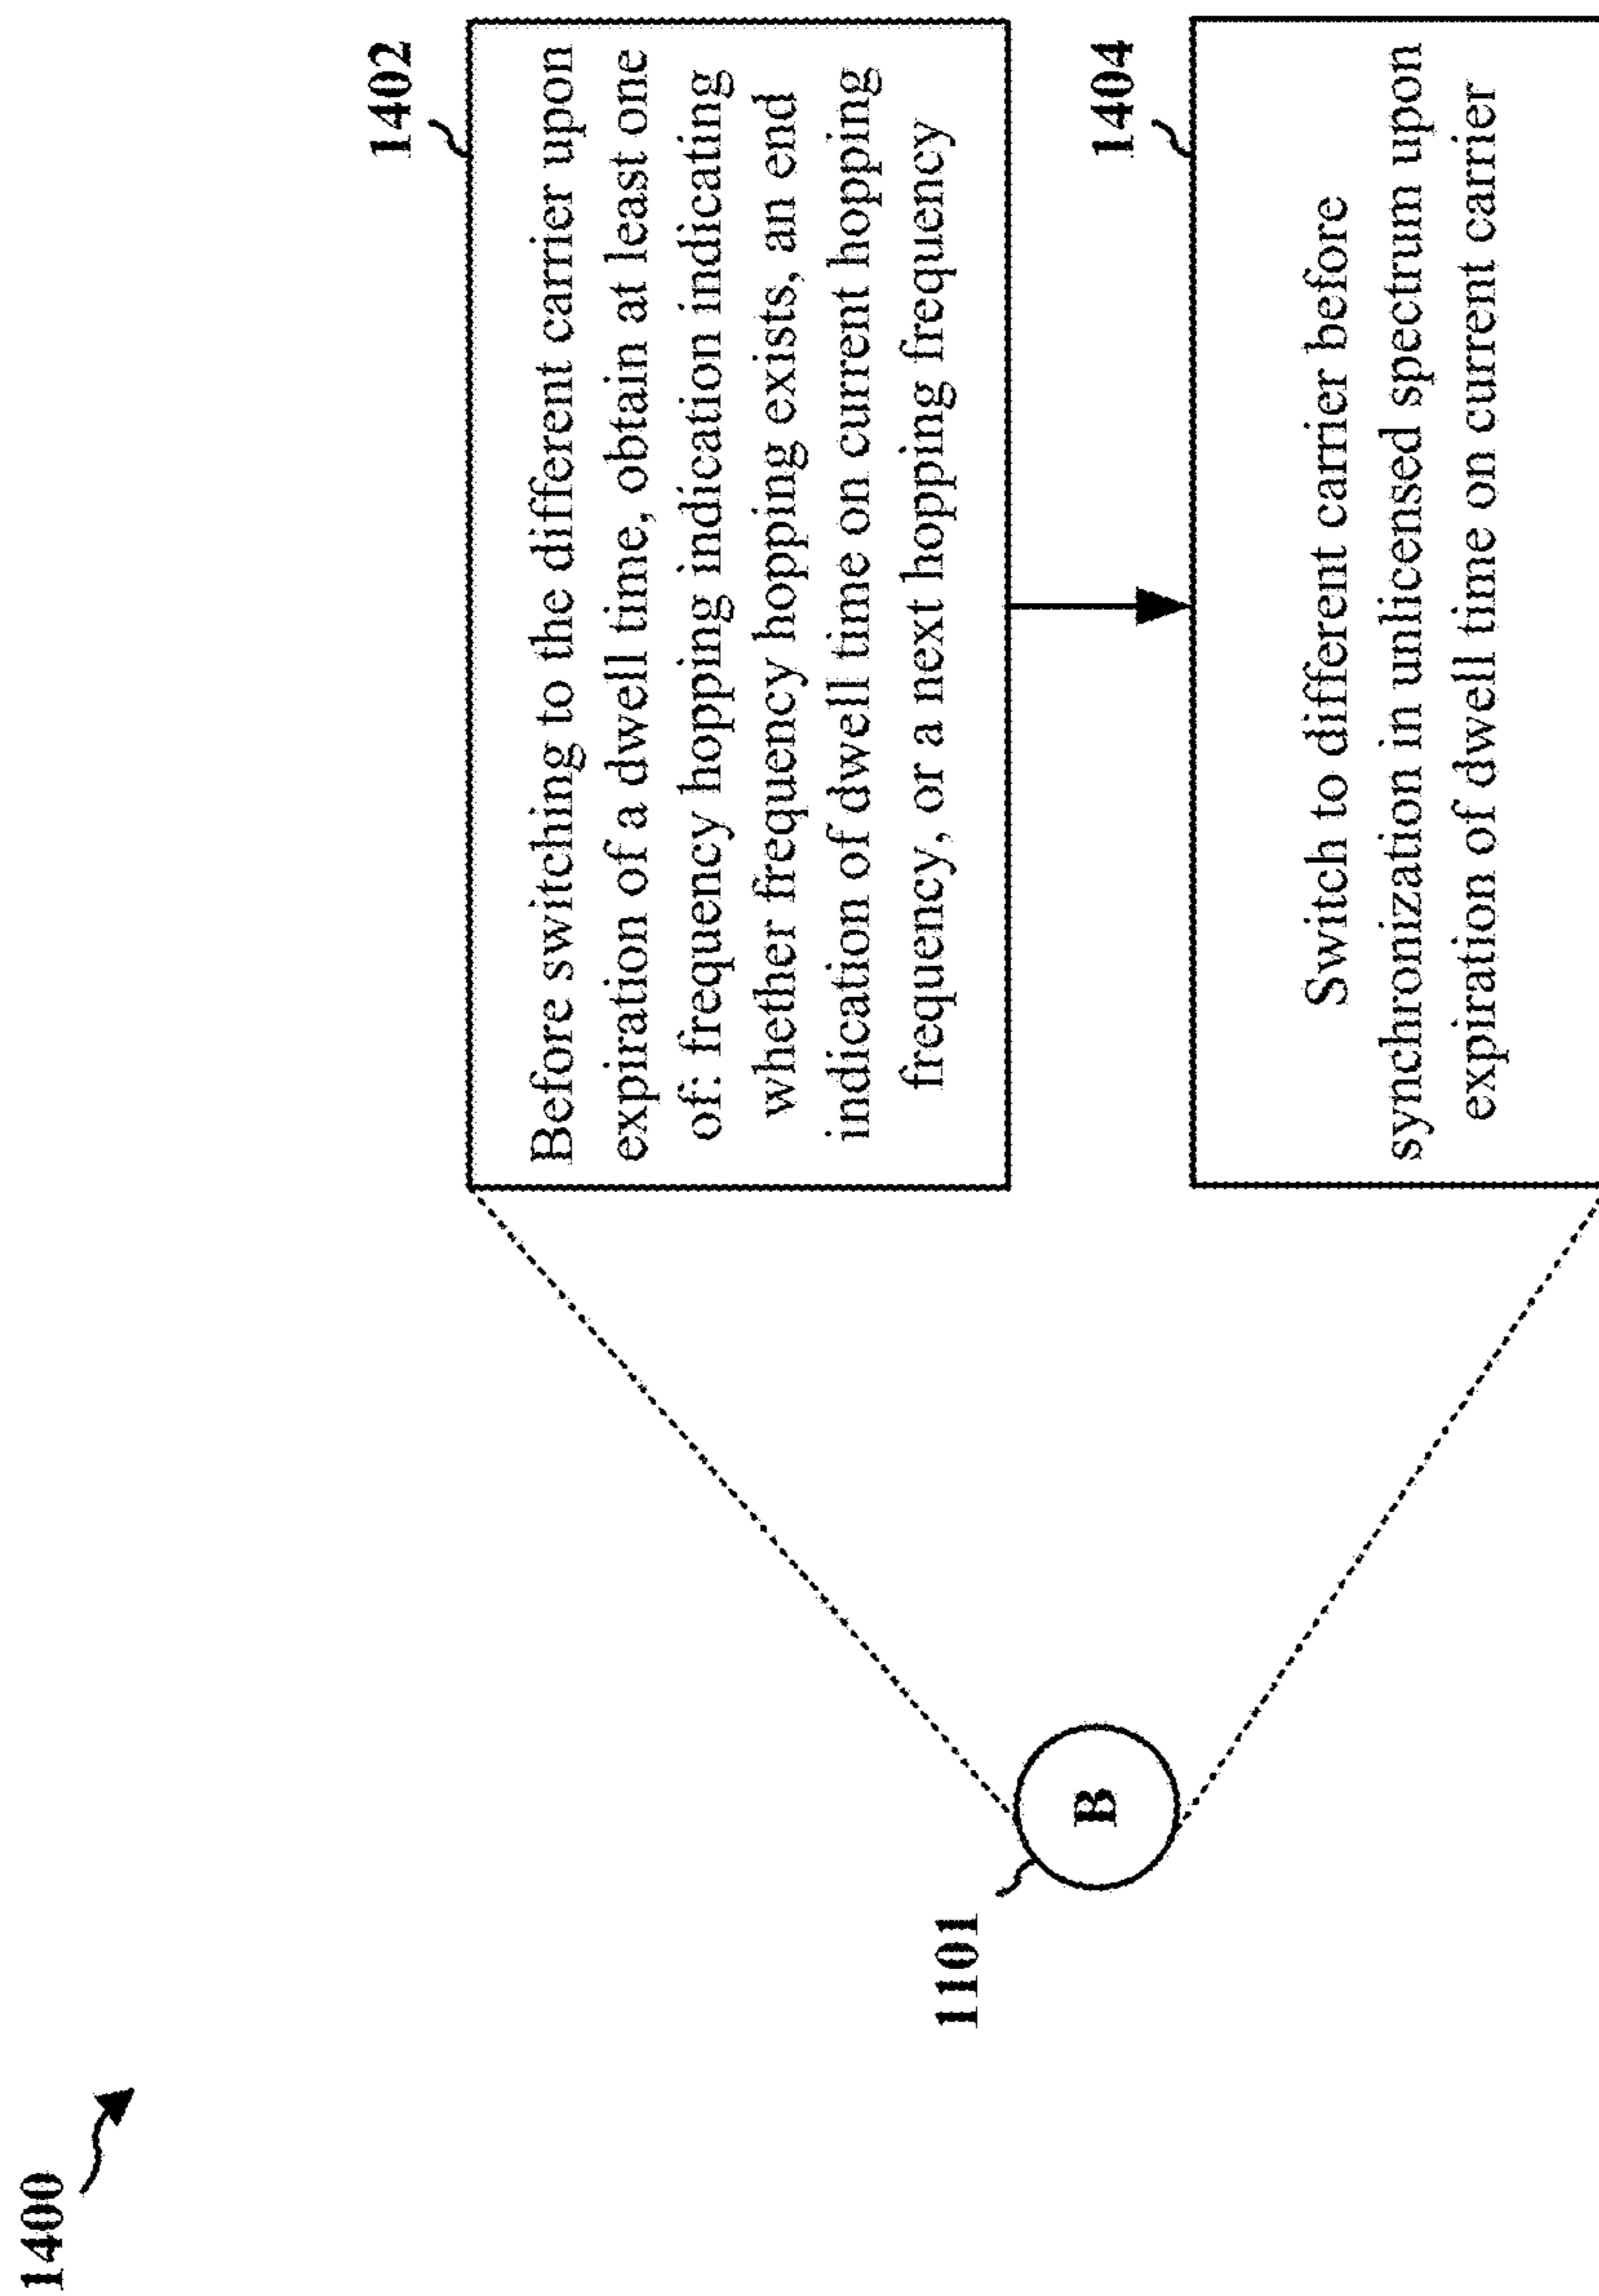 1400
1101
B
1402
Before switching to the different carrier upon
expiration of a dwell time, obtain at least one
of: frequency hopping indication indicating
whether frequency hopping exists, an end
indication of dwell time on current hopping
frequency, or a next hopping frequency
1404
Switch to different carrier before
synchronization in unlicensed spectrum upon
expiration of dwell time on current carrier